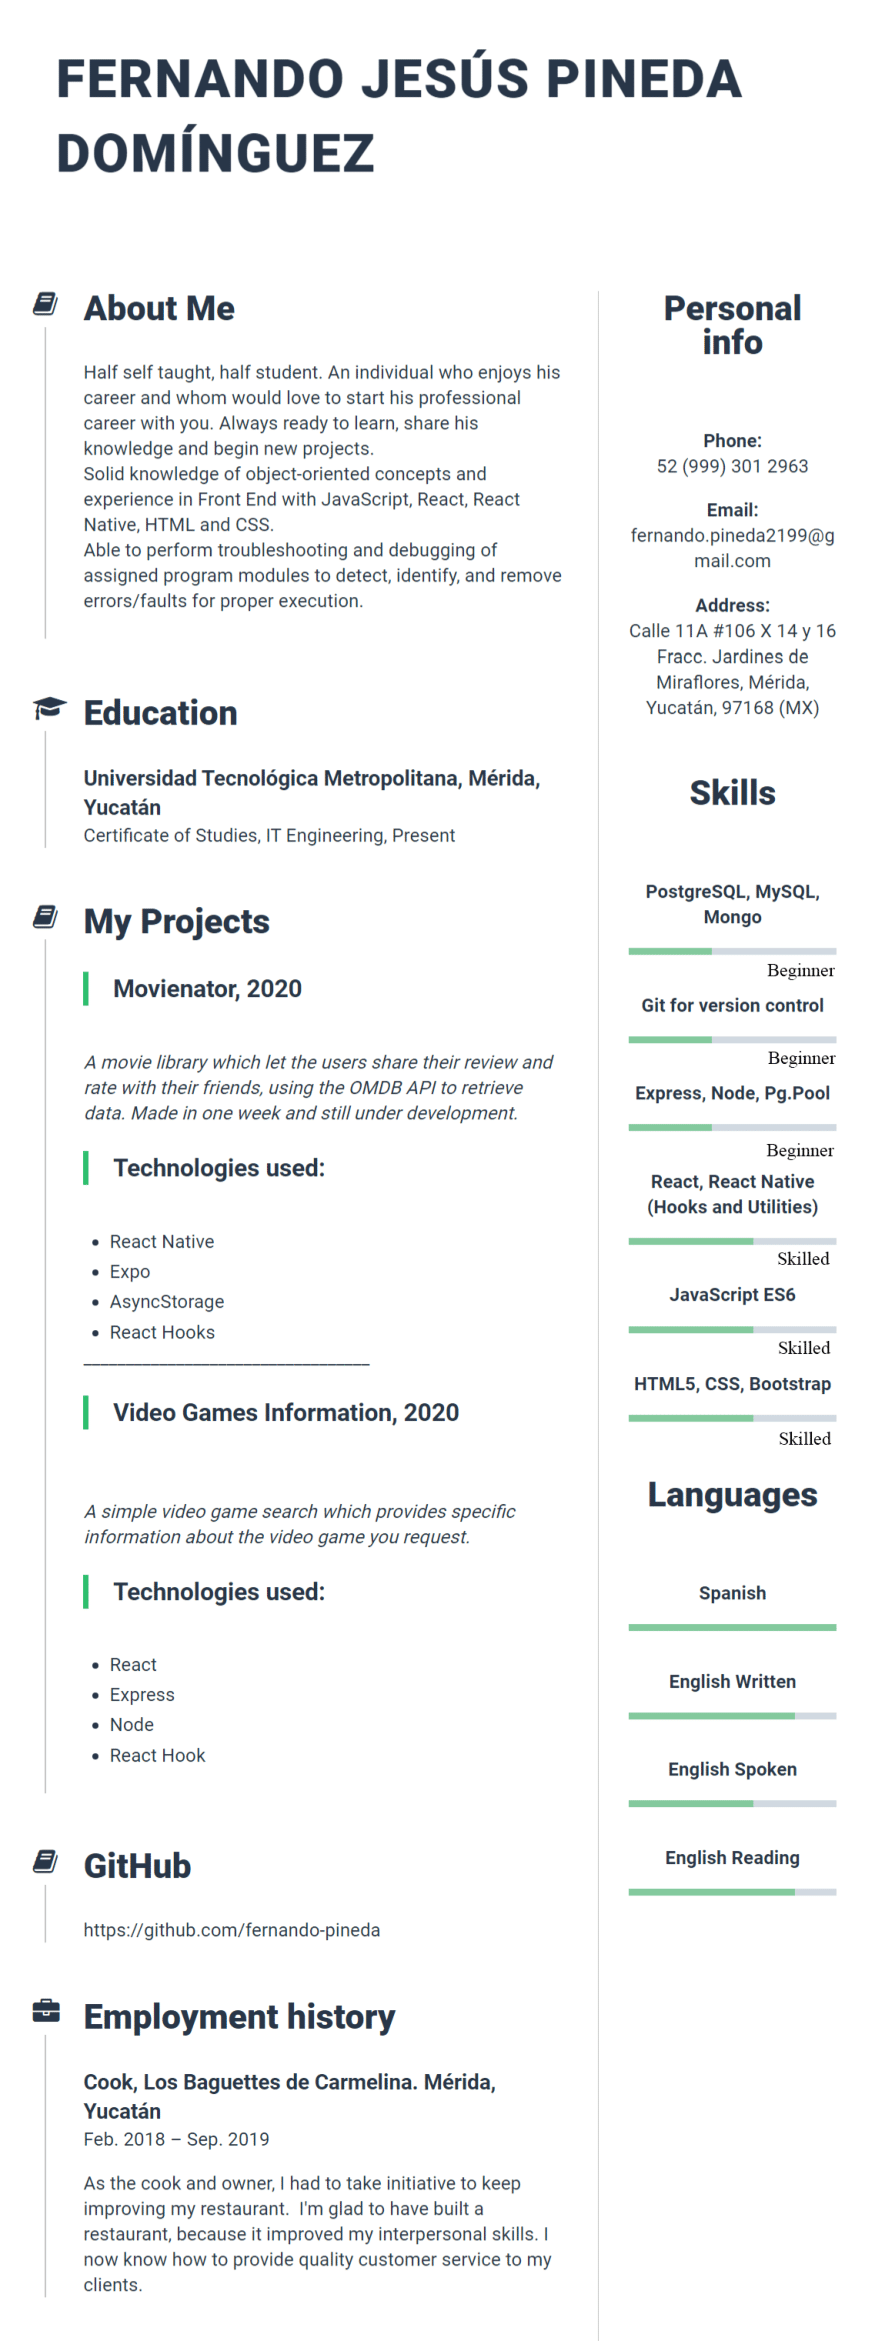 FERNANDO JESÚS PINEDA
DOMÍNGUEZ
About Me
Half self taught, half student. An individual who enjoys his
career and whom would love to start his professional
career with you. Always ready to learn, share his
knowledge and begin new projects.
Solid knowledge of object-oriented concepts and
experience in Front End with JavaScript, React, React
Native, HTML and CSS.
Able to perform troubleshooting and debugging of
assigned program modules to detect, identify, and remove
errors/faults for proper execution.
Education
Universidad Tecnológica Metropolitana, Mérida,
Yucatán
Certificate of Studies, IT Engineering, Present
My Projects
Movienator, 2020
A movie library which let the users share their review and
rate with their friends, using the OMDB API to retrieve
data. Made in one week and still under development.
Technologies used:
• React Native
• Expo
• AsyncStorage
• React Hooks
__________________________________
Video Games Information, 2020
A simple video game search which provides specific
information about the video game you request.
Technologies used:
• React
• Express
• Node
• React Hook
GitHub
https://github.com/fernando-pineda
Employment history
Cook, Los Baguettes de Carmelina. Mérida,
Yucatán
Feb. 2018 – Sep. 2019
As the cook and owner, I had to take initiative to keep
improving my restaurant.  I'm glad to have built a
restaurant, because it improved my interpersonal skills. I
now know how to provide quality customer service to my
clients.
Personal
info
Phone:
52 (999) 301 2963
Email:
fernando.pineda2199@g
mail.com
Address:
Calle 11A #106 X 14 y 16
Fracc. Jardines de
Miraflores, Mérida,
Yucatán, 97168 (MX)
Skills
PostgreSQL, MySQL,
Mongo
Beginner
Git for version control
Beginner
Express, Node, Pg.Pool
Beginner
React, React Native
(Hooks and Utilities)
Skilled
JavaScript ES6
Skilled
HTML5, CSS, Bootstrap
Skilled
Languages
Spanish
English Written
English Spoken
English Reading